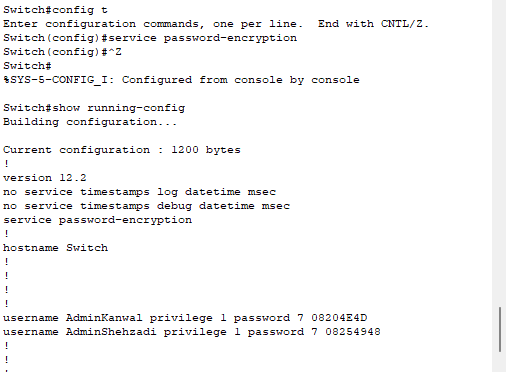 Switch#config t
Enter configuration commands, one per line.  End with CNTL/Z.
Switch(config)#service password-encryption
Switch(config)#^Z
Switch#
%SYS-5-CONFIG_I: Configured from console by console
Switch#show running-config
Building configuration...
Current configuration : 1200 bytes
!
version 12.2
no service timestamps log datetime msec
no service timestamps debug datetime msec
service password-encryption
!
hostname Switch
!
!
!
!
username AdminKanwal privilege 1 password 7 08204E4D
username AdminShehzadi privilege 1 password 7 08254948
!
!
!